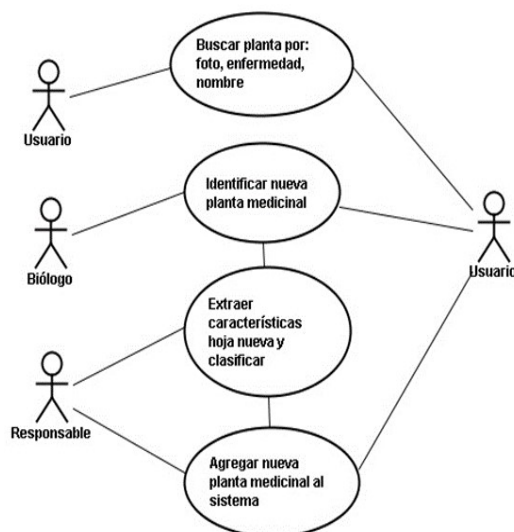 Buscar planta por:
foto, enfermedad,
nombre
Usuario
Identificar nueva
planta medicinal
Biólogo
Usuario
Extraer
características
hoja nueva y
clasificar
Responsable
Agregar nueva
planta medicinal al
sistema